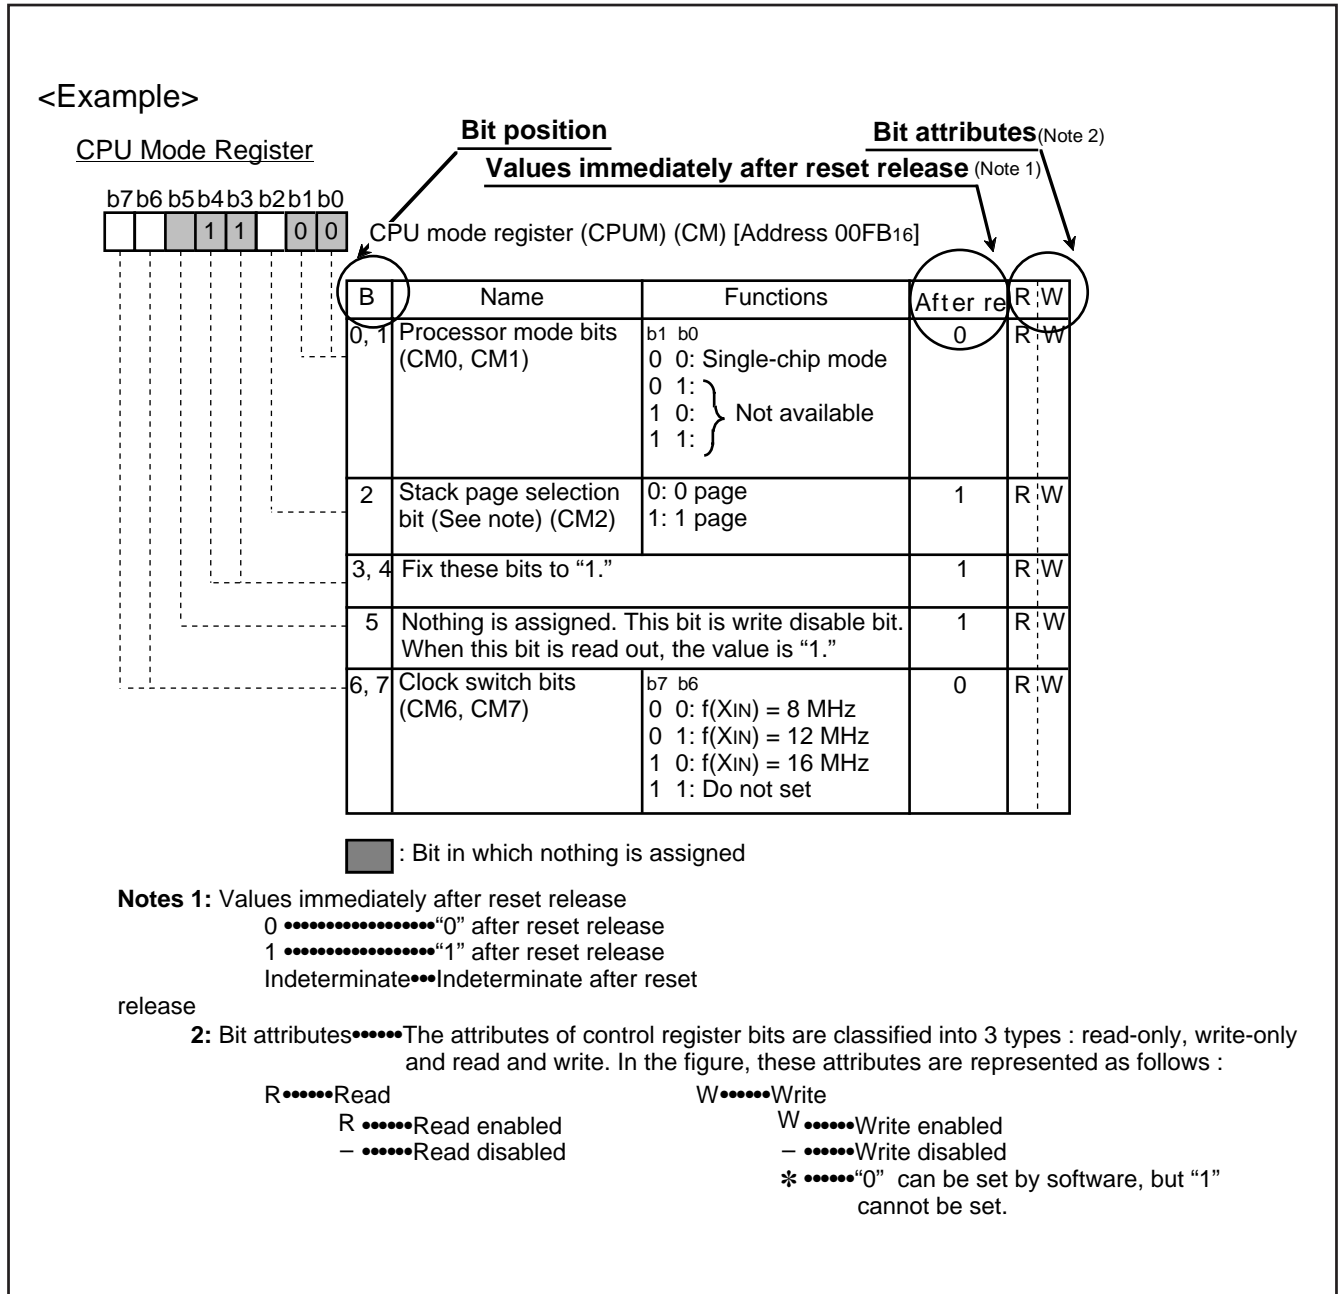 <Example>
Bit position
Bit attributes(Note 2)
CPU Mode Register
Values immediately after reset release (Note 1)
b7 b6 b5 b4 b3 b2 b1 b0
1 1 0 0
CPU mode register (CPUM) (CM) [Address 00FB16]
B Name Functions After re R W
0, 1 Processor mode bits b1 b0 0 R W
(CM0, CM1) 0 0: Single-chip mode
0 1:
1 0: Not available
1 1:
2 Stack page selection 0: 0 page 1 R W
bit (See note) (CM2) 1: 1 page
3, 4 Fix these bits to “1.” 1 R W
5 Nothing is assigned. This bit is write disable bit. 1 R W
When this bit is read out, the value is “1.”
6, 7 Clock switch bits b7 b6 0 R W
(CM6, CM7) 0 0: f(XIN) = 8 MHz
0 1: f(XIN) = 12 MHz
1 0: f(XIN) = 16 MHz
1 1: Do not set
: Bit in which nothing is assigned
Notes 1: Values immediately after reset release
0 ••••••••••••••••••“0” after reset release
1 ••••••••••••••••••“1” after reset release
Indeterminate•••Indeterminate after reset
release
2: Bit attributes••••••The attributes of control register bits are classified into 3 types : read-only, write-only
and read and write. In the figure, these attributes are represented as follows :
R••••••Read W••••••Write
R ••••••Read enabled W ••••••Write enabled
– ••••••Read disabled – ••••••Write disabled
✻ ••••••“0” can be set by software, but “1”
cannot be set.